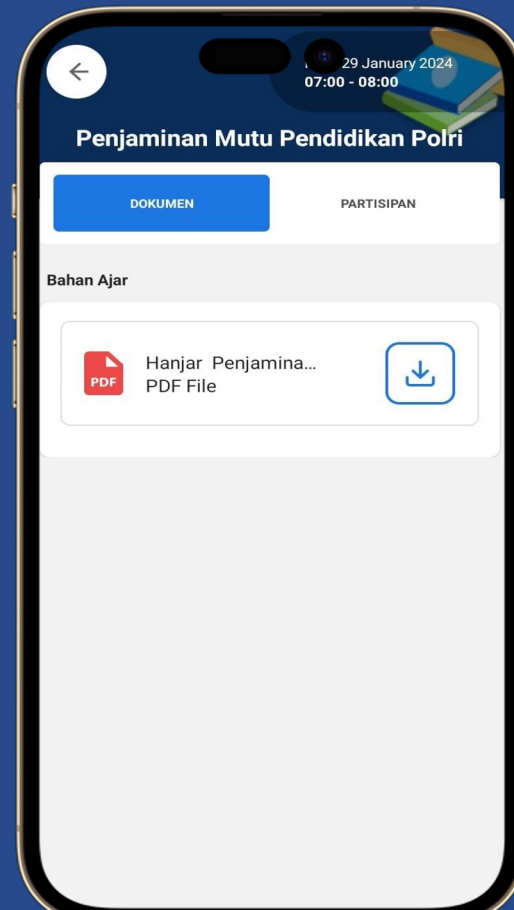 29 January 2024
07:00 - 08:00
Penjaminan Mutu Pendidikan Polri
DOKUMEN
PARTISIPAN
Bahan Ajar
Hanjar Penjamina...
PDF
PDF File